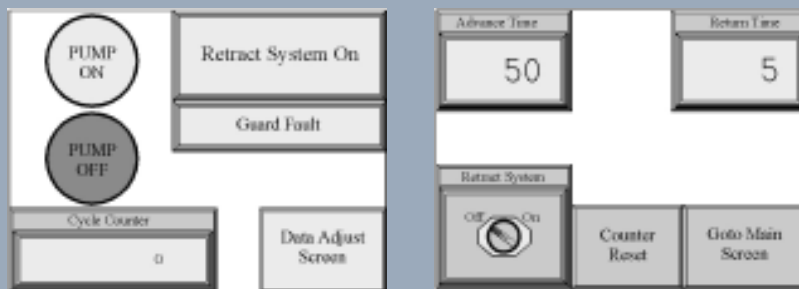 PUMP
ON
Retract System On
Guard Fault
PUMP
OFF
Cycle Counter
0
Data Adjust
Screen
Advance Time
50
Return Time
5
Retract System
Off
On
Counter
Reset
Goto Main
Screen